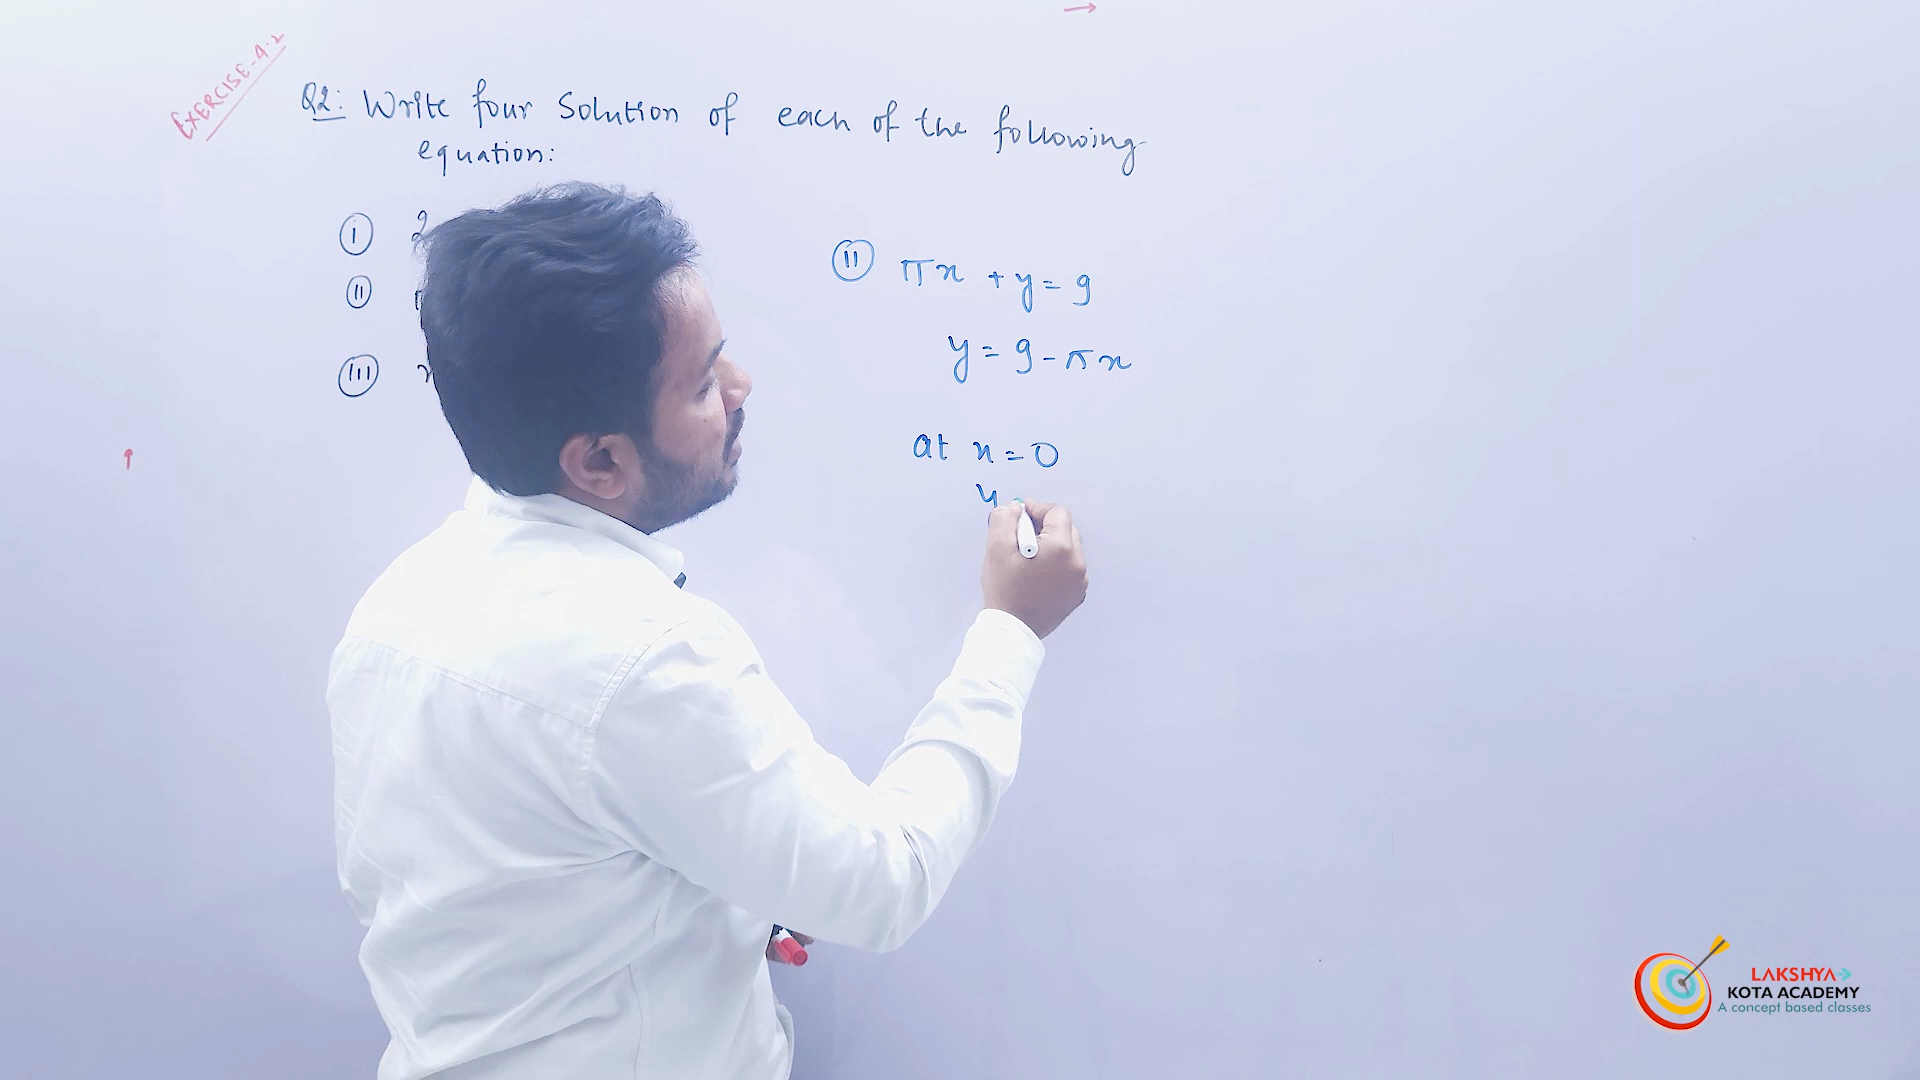 EXERCISE-4.2
Q2: Write four Solution of each of the following
equation:
(i) 2
(ii)
(iii) x
(ii) πx + y = 9
y = 9 - πx
at x = 0
y =
LAKSHYA
KOTA ACADEMY
A concept based classes